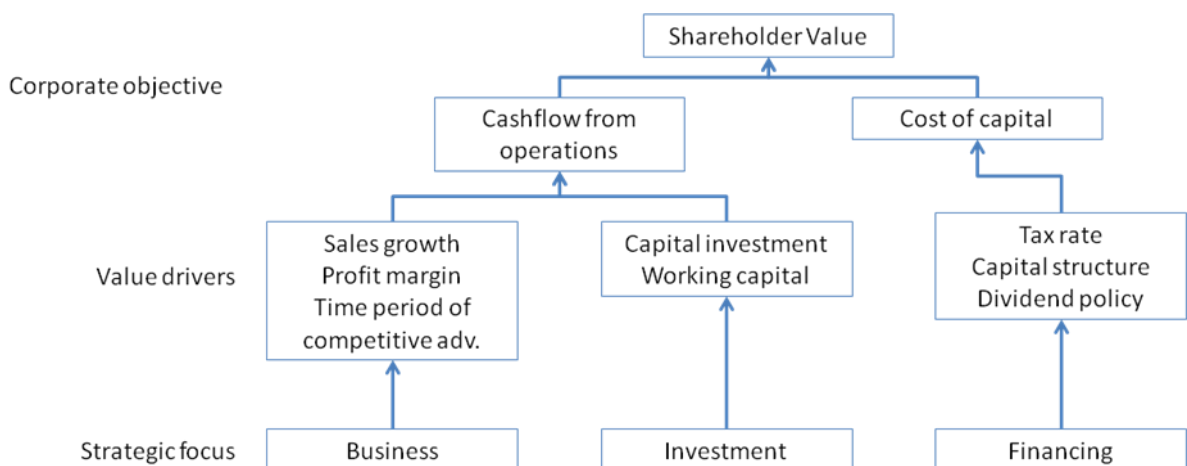 Shareholder Value
Corporate objective
Cashflow from
operations
Cost of capital
Value drivers
Sales growth
Profit margin
Time period of
competitive adv.
Capital investment
Working capital
Tax rate
Capital structure
Dividend policy
Strategic focus
Business
Investment
Financing